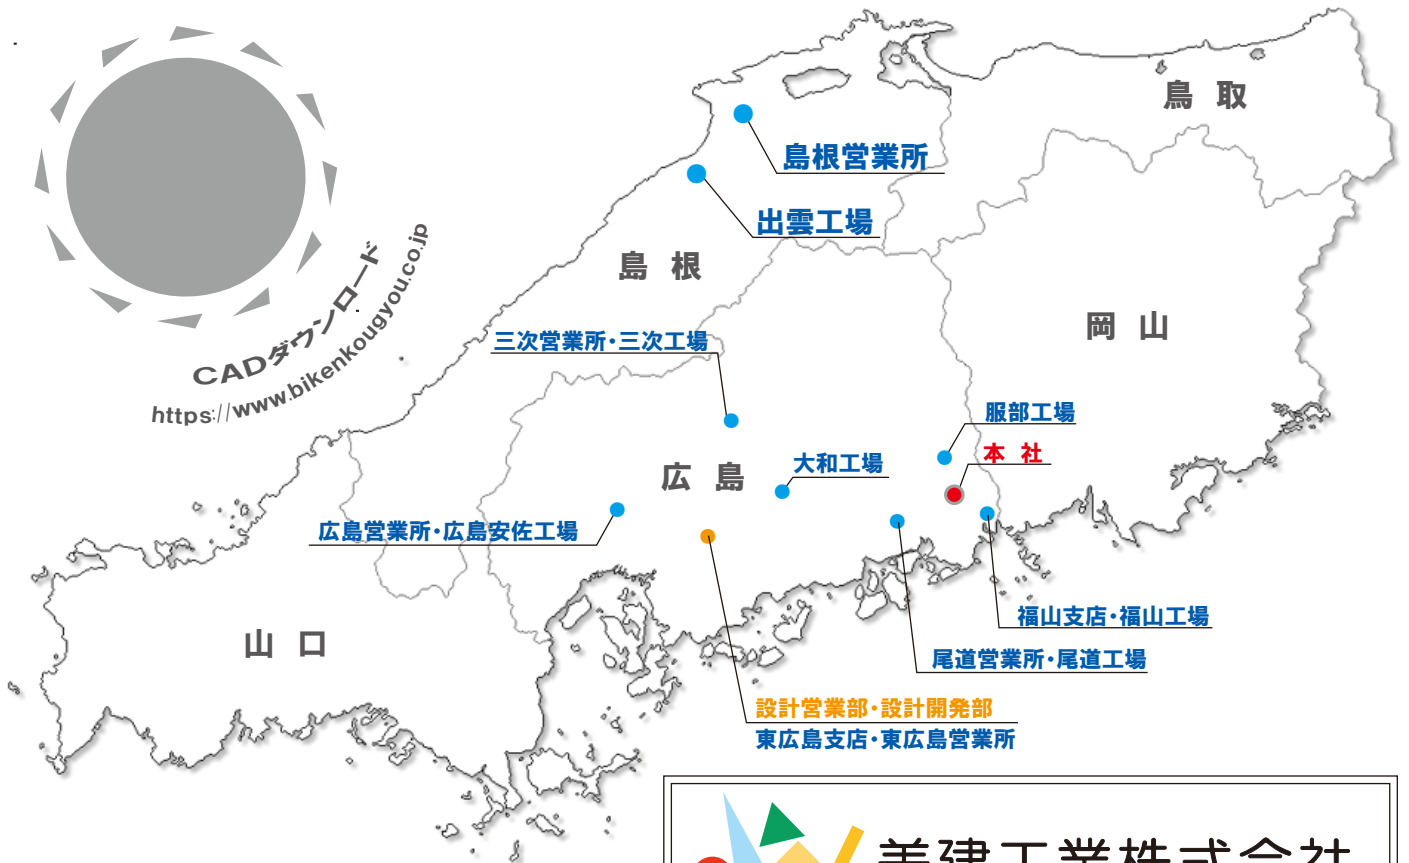 鳥取
島根営業所
出雲工場
島根
CADダウンロード
https://www.bikenkougyou.co.jp
岡山
三次営業所・三次工場
服部工場
本社
大和工場
広島
広島営業所・広島安佐工場
福山支店・福山工場
山口
尾道営業所・尾道工場
設計営業部・設計開発部
東広島支店・東広島営業所
美建工業株式会社